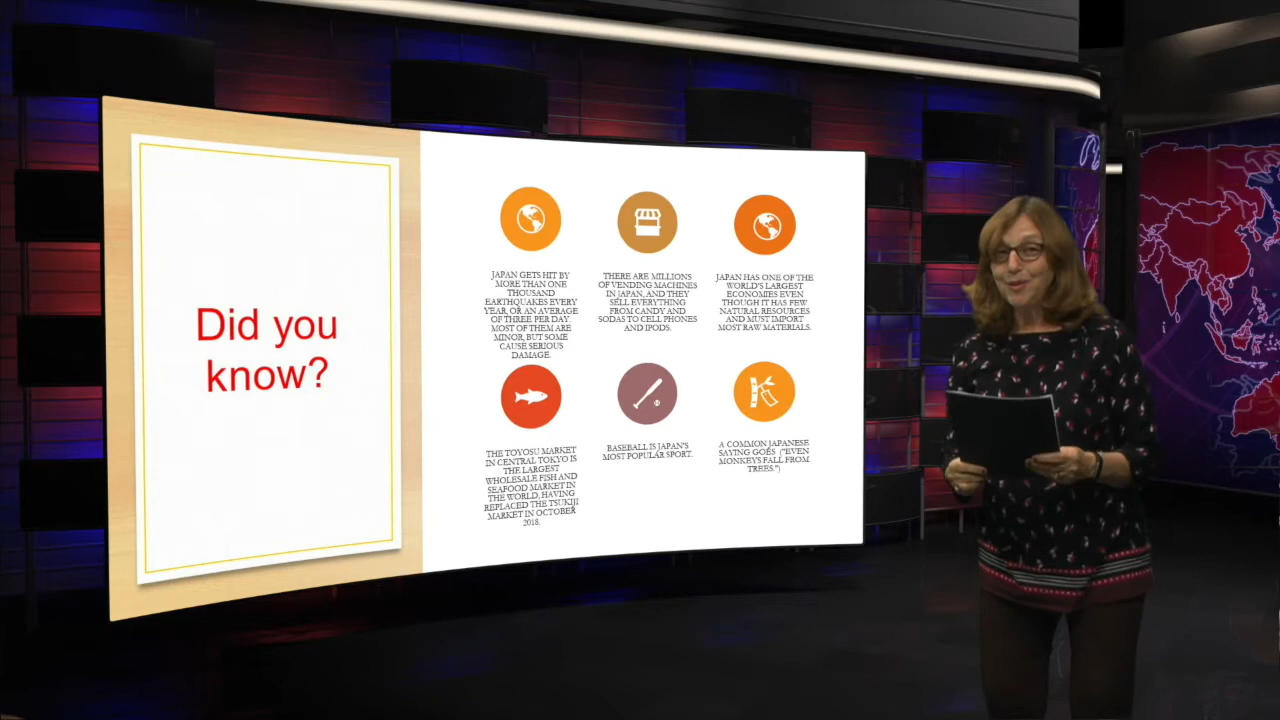 Did you
know?
JAPAN GETS HIT BY
MORE THAN ONE
THOUSAND
EARTHQUAKES EVERY
YEAR, OR AN AVERAGE
OF THREE PER DAY.
MOST OF THEM ARE
MINOR, BUT SOME
CAUSE SERIOUS
DAMAGE.
THERE ARE MILLIONS
OF VENDING MACHINES
IN JAPAN, AND THEY
SELL EVERYTHING
FROM CANDY AND
SODAS TO CELL PHONES
AND IPODS.
JAPAN HAS ONE OF THE
WORLD'S LARGEST
ECONOMIES EVEN
THOUGH IT HAS FEW
NATURAL RESOURCES
AND MUST IMPORT
MOST RAW MATERIALS.
THE TOYOSU MARKET
IN CENTRAL TOKYO IS
THE LARGEST
WHOLESALE FISH AND
SEAFOOD MARKET IN
THE WORLD, HAVING
REPLACED THE TSUKIJI
MARKET IN OCTOBER
2018.
BASEBALL IS JAPAN'S
MOST POPULAR SPORT.
A COMMON JAPANESE
SAYING GOES ("EVEN
MONKEYS FALL FROM
TREES.")